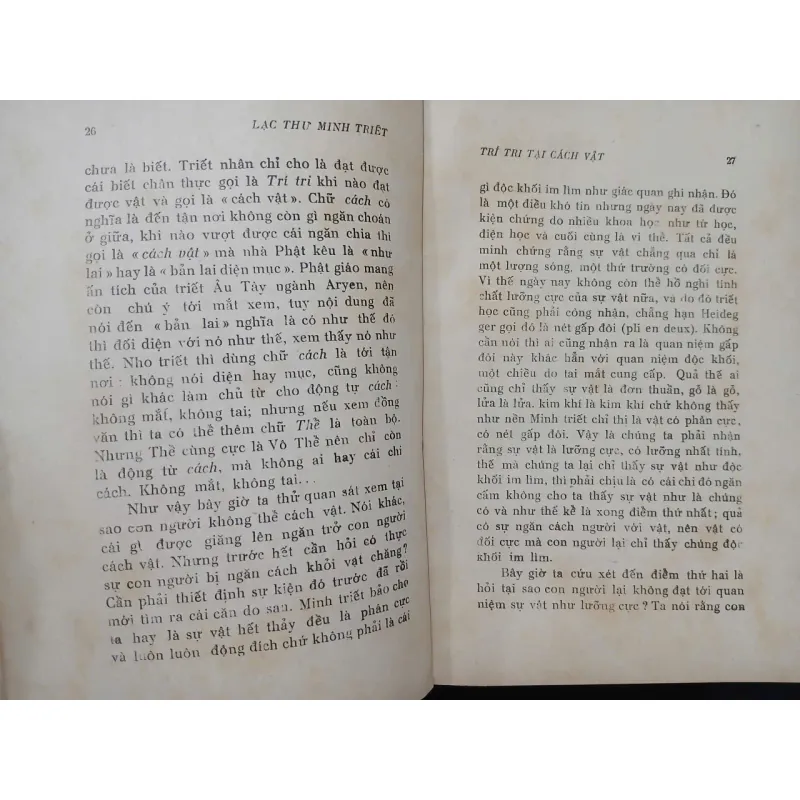 26 LẠC THƯ MINH TRIẾT
chưa là biết. Triết nhân chỉ cho là đạt được
cái biết chân thực gọi là Trí tri khi nào đạt
được vật và gọi là « cách vật ». Chữ cách có
nghĩa là đến tận nơi không còn gì ngăn choán
ở giữa, khi nào vượt được cái ngăn chia thì
gọi là « cách vật » mà nhà Phật kêu là « như
lai » hay là « bản lai diện mục ». Phật giáo mang
ấn tích của triết Âu Tây ngành Aryen, nên
còn chú ý tới mắt xem, tuy nội dung đã
nói đến « bản lai » nghĩa là có như thế đó
thì đối diện với nó như thế, xem thấy nó như
thế. Nho triết thì dùng chữ cách là tới tận
nơi : không nói diện hay mục, cũng không
nói gì khác làm chủ từ cho động tự cách :
không mắt, không tai; nhưng nếu xem đồng
văn thì ta có thể thêm chữ Thề là toàn bộ.
Nhưng Thề cùng cực là Vô Thề nên chỉ còn
là động từ cách, mà không ai hay cái chi
cách. Không mắt, không tai...
Như vậy bây giờ ta thử quan sát xem tại
sao con người không thể cách vật. Nói khác,
cái gì được giăng lên ngăn trở con người
cách vật. Nhưng trước hết cần hỏi có thực
sự con người bị ngăn cách khỏi vật chăng?
Cần phải thiết định sự kiện đó trước đã rồi
mới tìm ra cái căn do sau. Minh triết bảo cho
ta hay là sự vật hết thảy đều là phân cực
và luôn luôn động đích chứ không phải là cái
TRÍ TRI TẠI CÁCH VẬT 27
gì độc khối im lìm như giác quan ghi nhận. Đó
là một điều khó tin nhưng ngày nay đã được
kiện chứng do nhiều khoa học như từ học,
điện học và cuối cùng là vi thể. Tất cả đều
minh chứng rằng sự vật chẳng qua chỉ là
một lượng sóng, một thứ trường có đối cực.
Vì thế ngày nay không còn thể hồ nghi tính
chất lưỡng cực của sự vật nữa, và do đó triết
học cũng phải công nhận, chẳng hạn Heideg
ger gọi đó là nét gấp đôi (pli en deux). Không
cần nói thì ai cũng nhận ra là quan niệm gấp
đôi này khác hẳn với quan niệm độc khối,
một chiều do tai mắt cung cấp. Quả thế ai
cũng chỉ thấy sự vật là đơn thuần, gỗ là gỗ,
lửa là lửa. kim khí là kim khí chứ không thấy
như nền Minh triết chỉ thì là vật có phân cực,
có nét gấp đôi. Vậy là chúng ta phải nhận
rằng sự vật là lưỡng cực, có lưỡng nhất tính,
thế mà chúng ta lại chỉ thấy sự vật như độc
khối im lìm, thì phải chịu là có cái chi đó ngăn
cấm không cho ta thấy sự vật như là chúng
có và như thế kể là xong điểm thứ nhất; quả
có sự ngăn cách người với vật, nên vật có
đối cực mà con người lại chỉ thấy chúng độc
khối im lìm.
Bây giờ ta cứu xét đến điểm thứ hai là
hỏi tại sao con người lại không đạt tới quan
niệm sự vật như lưỡng cực ? Ta nói rằng con